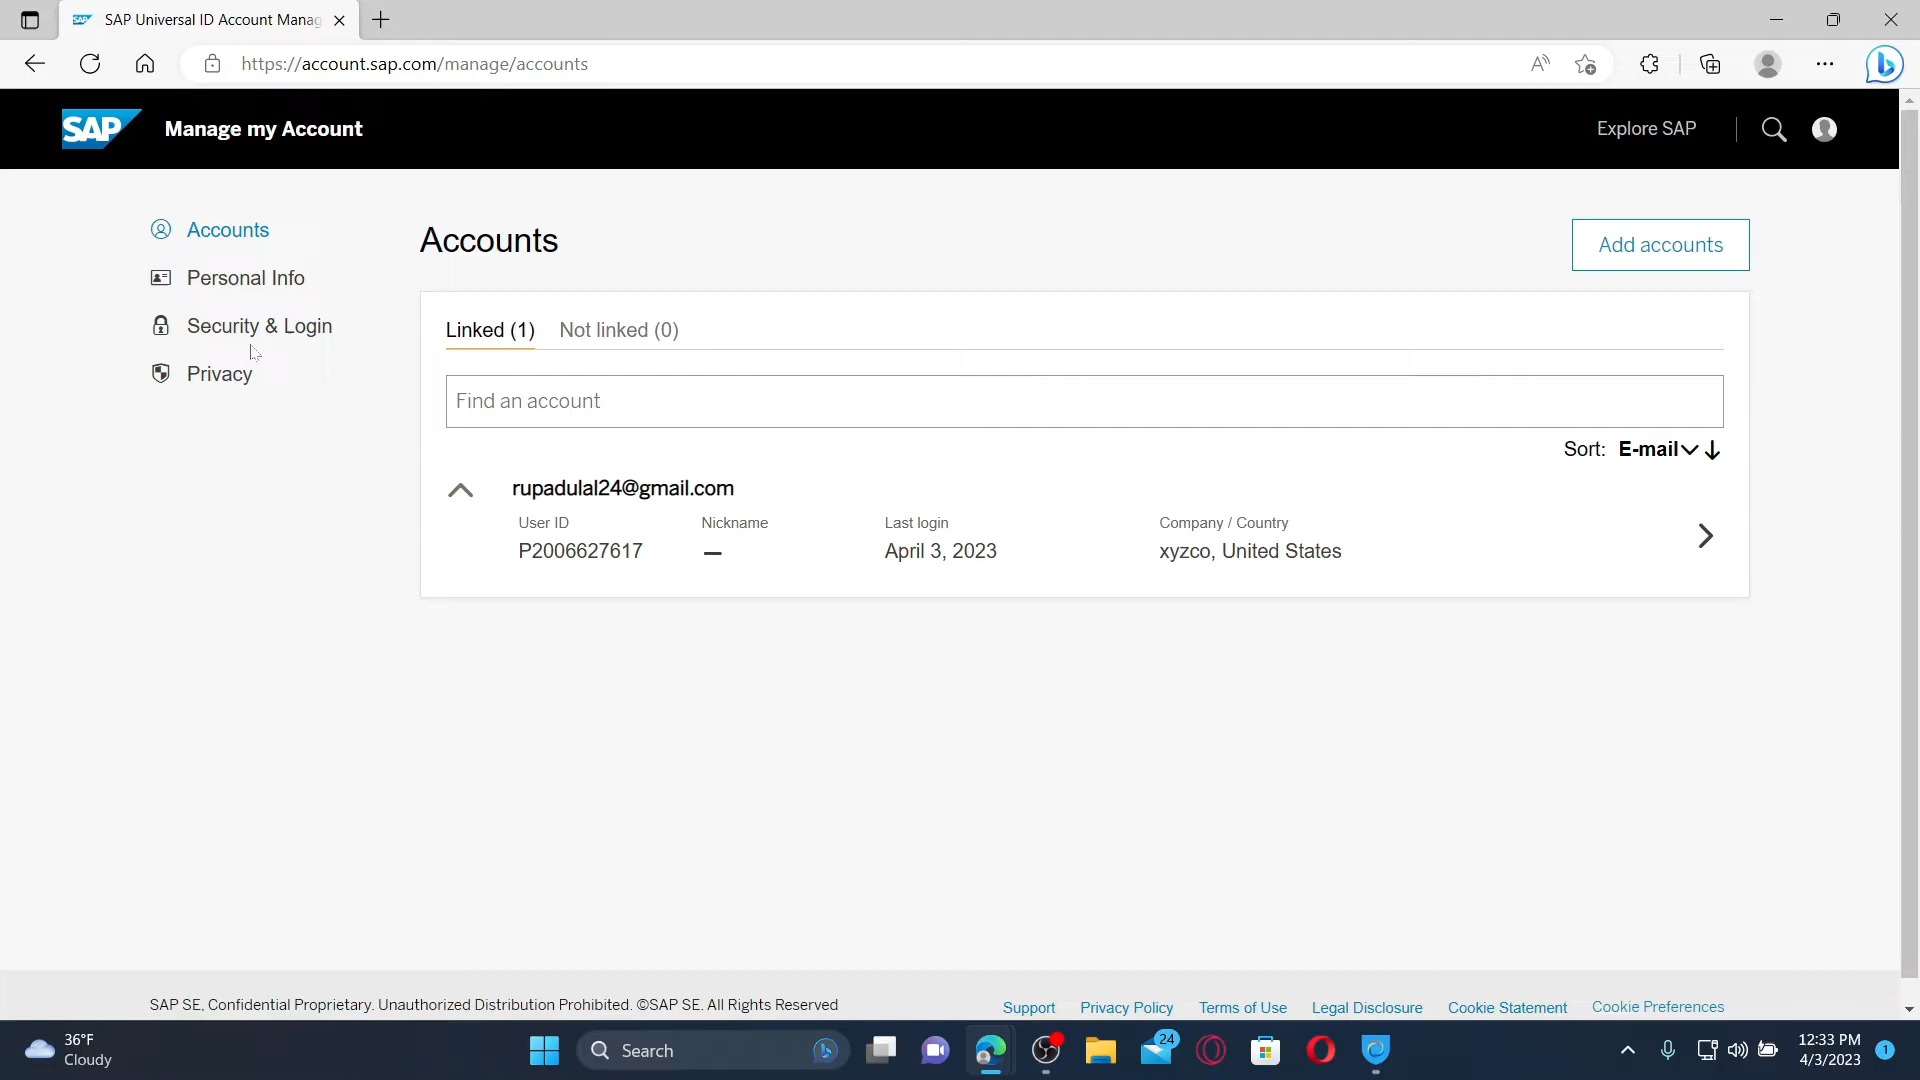 SAP Universal ID Account Manag
https://account.sap.com/manage/accounts
SAP Manage my Account
Explore SAP
Accounts
Personal Info
Security & Login
Privacy
Accounts
Add accounts
Linked (1) Not linked (0)
Find an account
Sort: E-mail
rupadulal24@gmail.com
User ID Nickname Last login Company / Country
P2006627617 — April 3, 2023 xyzco, United States
SAP SE, Confidential Proprietary. Unauthorized Distribution Prohibited. ©SAP SE. All Rights Reserved
Support Privacy Policy Terms of Use Legal Disclosure Cookie Statement Cookie Preferences
36°F
Cloudy
Search
24
12:33 PM
4/3/2023
1